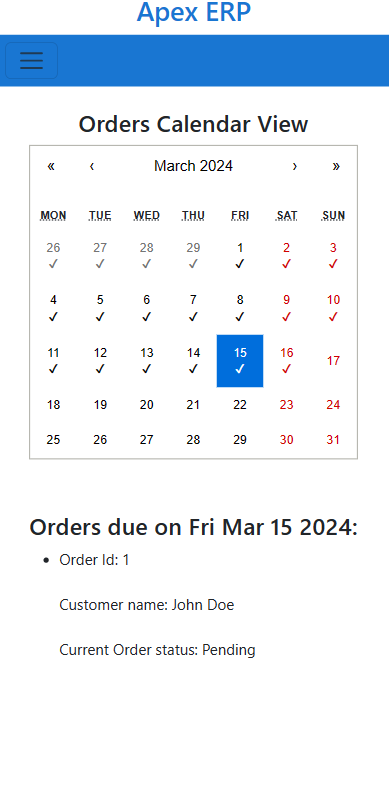 Apex ERP
Orders Calendar View
« ‹ March 2024 › »
MON TUE WED THU FRI SAT SUN
26 27 28 29 1 2 3
✓ ✓ ✓ ✓ ✓ ✓ ✓
4 5 6 7 8 9 10
✓ ✓ ✓ ✓ ✓ ✓ ✓
11 12 13 14 15 16 17
✓ ✓ ✓ ✓ ✓ ✓
18 19 20 21 22 23 24
25 26 27 28 29 30 31
Orders due on Fri Mar 15 2024:
• Order Id: 1
Customer name: John Doe
Current Order status: Pending